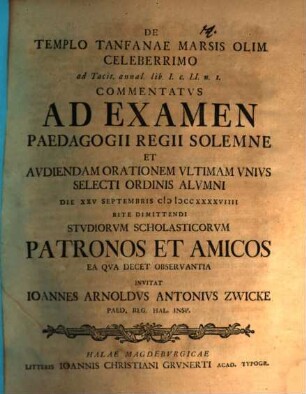 DE
TEMPLO TANFANAE MARSIS OLIM
CELEBERRIMO
ad Tacit. annal. lib. I. c. LI. n. 1.
COMMENTATVS
AD EXAMEN
PAEDAGOGII REGII SOLEMNE
ET
AVDIENDAM ORATIONEM VLTIMAM VNIVS
SELECTI ORDINIS ALVMNI
DIE XXV SEPTEMBRIS CIↃ IↃCC XXXXVIIII
RITE DIMITTENDI
STVDIORVM SCHOLASTICORVM
PATRONOS ET AMICOS
EA QVA DECET OBSERVANTIA
INVITAT
IOANNES ARNOLDVS ANTONIVS ZWICKE
PAED. REG. HAL. INSP.
HALAE MAGDEBVRGICAE
LITTERIS IOANNIS CHRISTIANI GRVNERTI ACAD. TYPOGR.